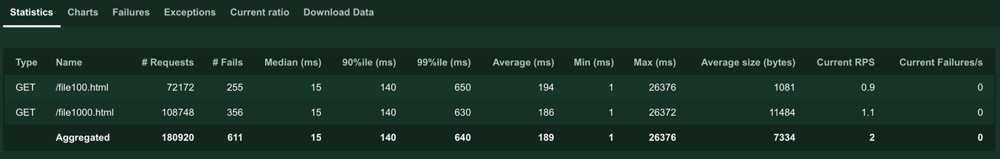 Statistics Charts Failures Exceptions Current ratio Download Data
Type Name # Requests # Fails Median (ms) 90%ile (ms) 99%ile (ms) Average (ms) Min (ms) Max (ms) Average size (bytes) Current RPS Current Failures/s
GET /file100.html 72172 255 15 140 650 194 1 26376 1081 0.9 0
GET /file1000.html 108748 356 15 140 630 186 1 26372 11484 1.1 0
Aggregated 180920 611 15 140 640 189 1 26376 7334 2 0